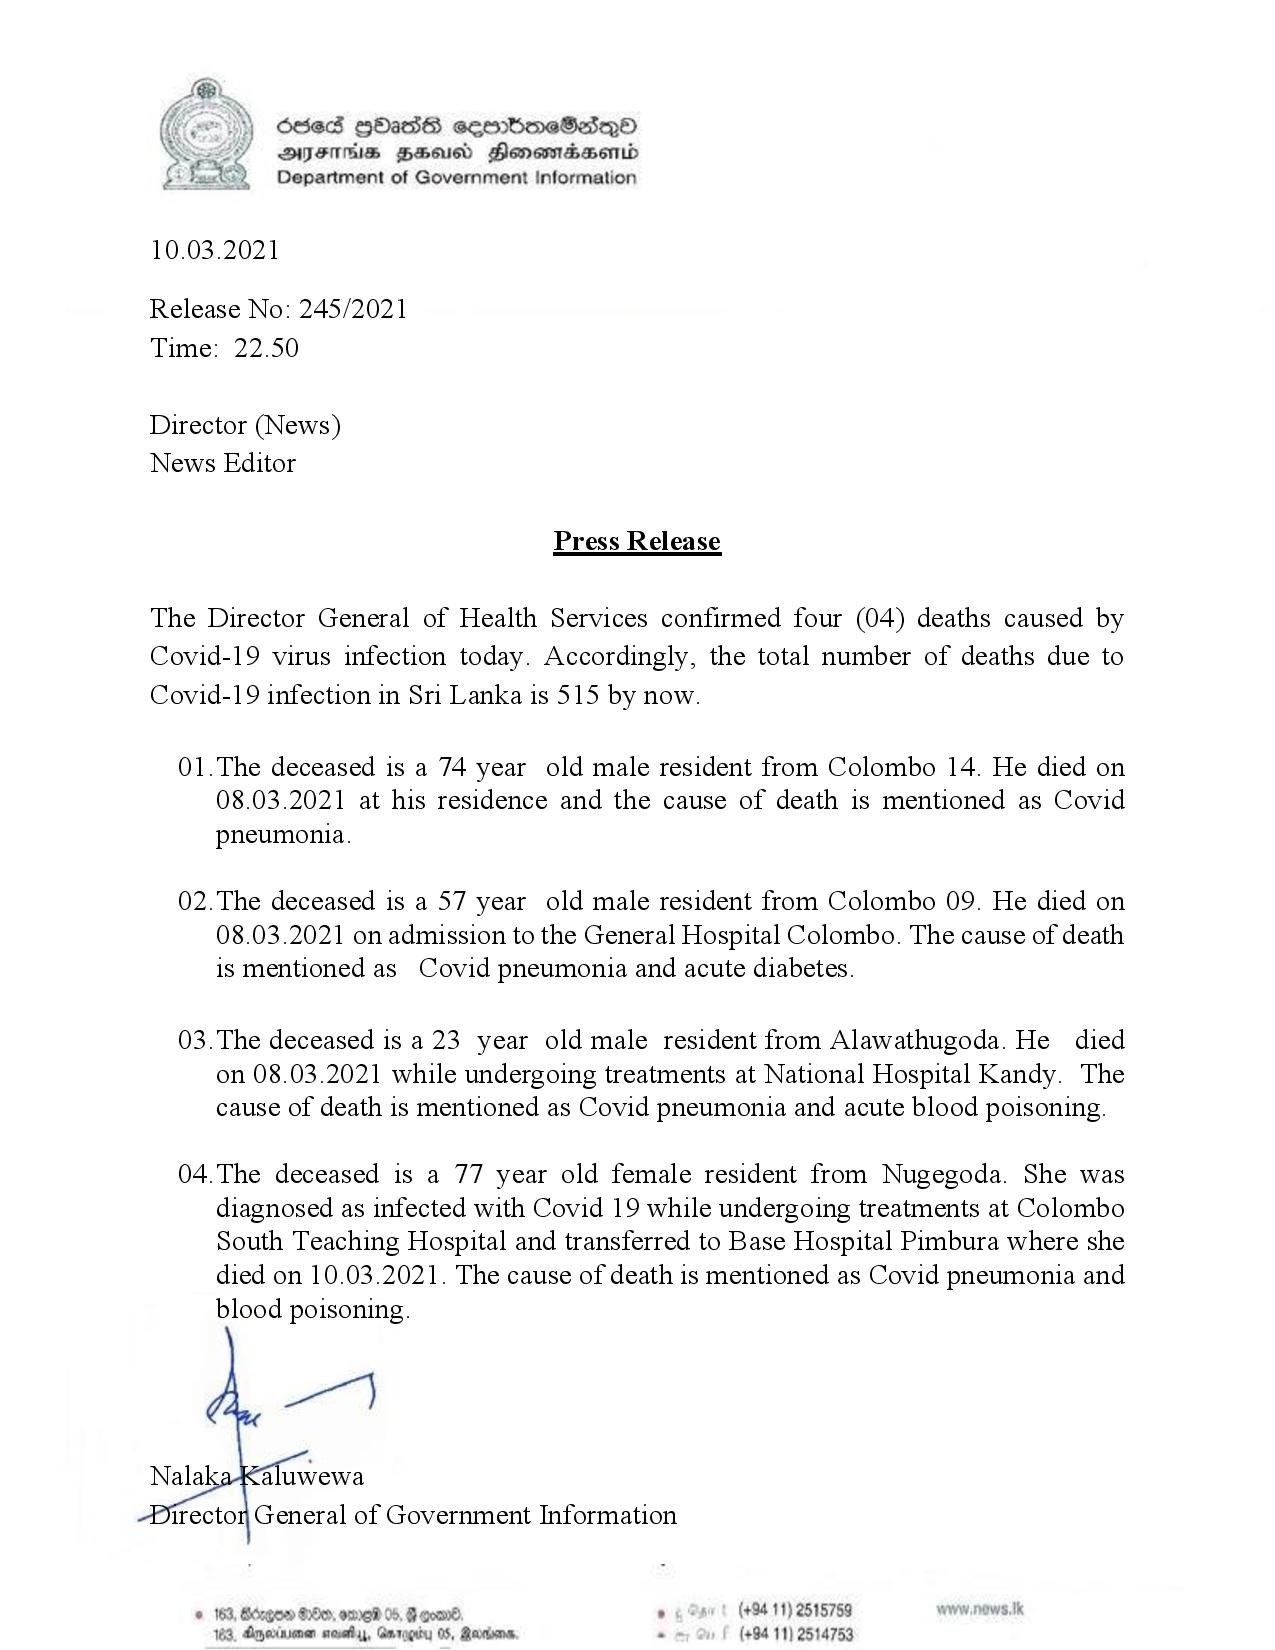 රජයේ ප්‍රවෘත්ති දෙපාර්තමේන්තුව
அரசாங்க தகவல் திணைக்களம்
Department of Government Information
10.03.2021
Release No: 245/2021
Time: 22.50
Director (News)
News Editor
Press Release
The Director General of Health Services confirmed four (04) deaths caused by
Covid-19 virus infection today. Accordingly, the total number of deaths due to
Covid-19 infection in Sri Lanka is 515 by now.
01. The deceased is a 74 year old male resident from Colombo 14. He died on
08.03.2021 at his residence and the cause of death is mentioned as Covid
pneumonia.
02. The deceased is a 57 year old male resident from Colombo 09. He died on
08.03.2021 on admission to the General Hospital Colombo. The cause of death
is mentioned as Covid pneumonia and acute diabetes.
03. The deceased is a 23 year old male resident from Alawathugoda. He died
on 08.03.2021 while undergoing treatments at National Hospital Kandy. The
cause of death is mentioned as Covid pneumonia and acute blood poisoning.
04. The deceased is a 77 year old female resident from Nugegoda. She was
diagnosed as infected with Covid 19 while undergoing treatments at Colombo
South Teaching Hospital and transferred to Base Hospital Pimbura where she
died on 10.03.2021. The cause of death is mentioned as Covid pneumonia and
blood poisoning.
Nalaka Kaluwewa
Director General of Government Information
163, කිරුළපන මාවත, කොළඹ 05, ශ්‍රී ලංකාව.
163, கிருலப்பனை எவனியூ, கொழும்பு 05, இலங்கை.
(+94 11) 2515759
(+94 11) 2514753
www.news.lk